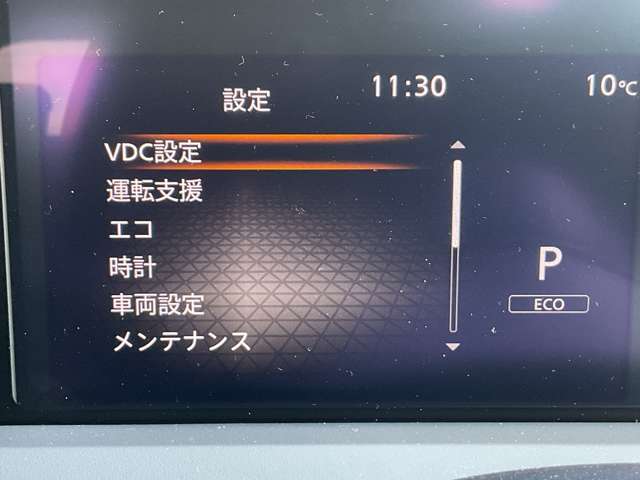 11:30
10℃
設定
VDC設定
運転支援
エコ
時計
車両設定
メンテナンス
P
ECO